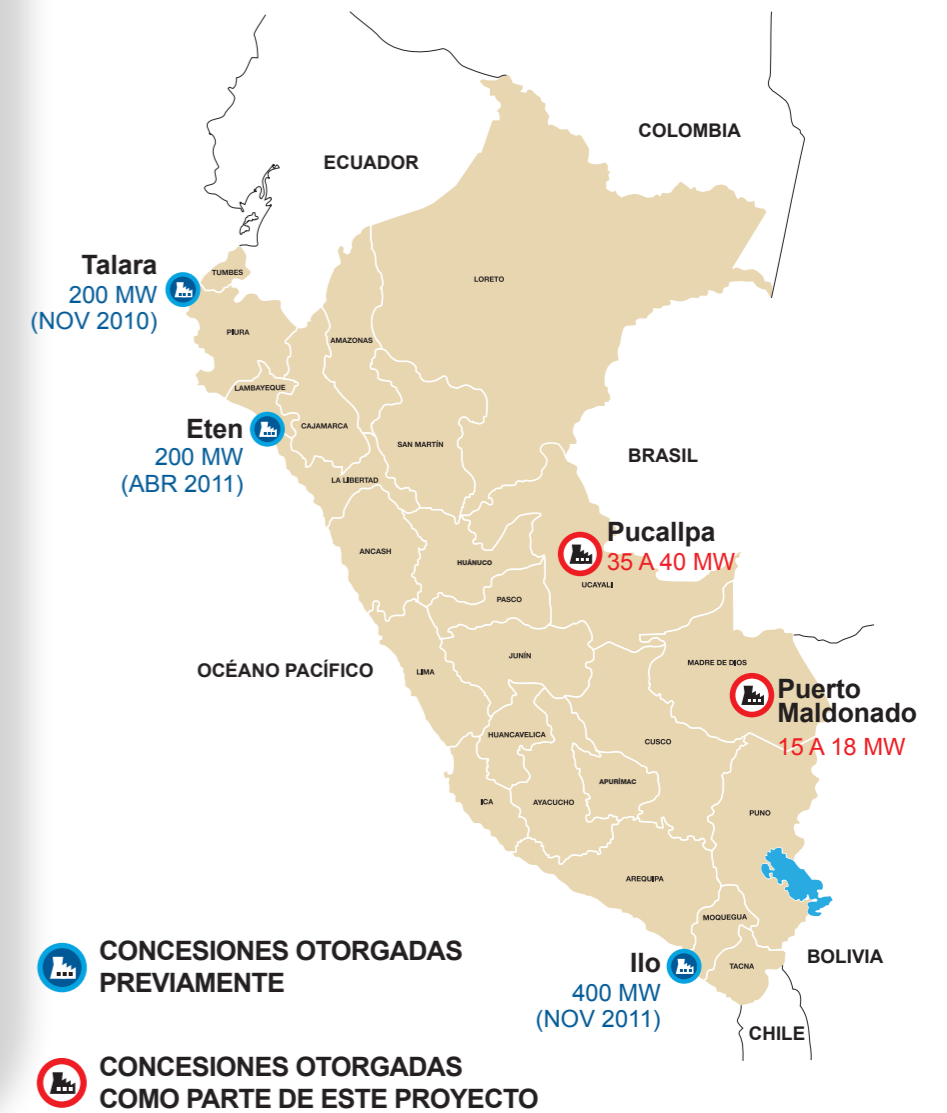 COLOMBIA
ECUADOR
Talara
200 MW
(NOV 2010)
TUMBES
LORETO
PIURA
AMAZONAS
LAMBAYEQUE
Eten
200 MW
(ABR 2011)
CAJAMARCA
SAN MARTÍN
BRASIL
LA LIBERTAD
Pucallpa
35 A 40 MW
ANCASH
HUÁNUCO
UCAYALI
PASCO
OCÉANO PACÍFICO
LIMA
JUNÍN
MADRE DE DIOS
Puerto
Maldonado
15 A 18 MW
HUANCAVELICA
CUSCO
APURÍMAC
ICA
AYACUCHO
PUNO
AREQUIPA
MOQUEGUA
BOLIVIA
Ilo
400 MW
(NOV 2011)
TACNA
CHILE
CONCESIONES OTORGADAS
PREVIAMENTE
CONCESIONES OTORGADAS
COMO PARTE DE ESTE PROYECTO